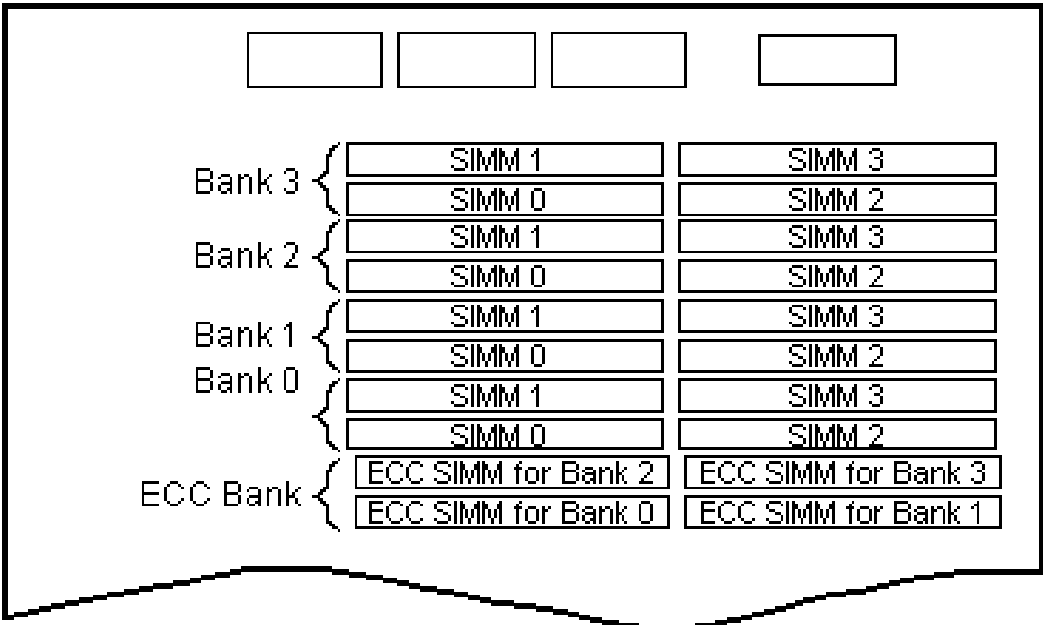 Bank 3
SIMM 1 SIMM 3
SIMM 0 SIMM 2
Bank 2
SIMM 1 SIMM 3
SIMM 0 SIMM 2
Bank 1
SIMM 1 SIMM 3
SIMM 0 SIMM 2
Bank 0
SIMM 1 SIMM 3
SIMM 0 SIMM 2
ECC Bank
ECC SIMM for Bank 2 ECC SIMM for Bank 3
ECC SIMM for Bank 0 ECC SIMM for Bank 1